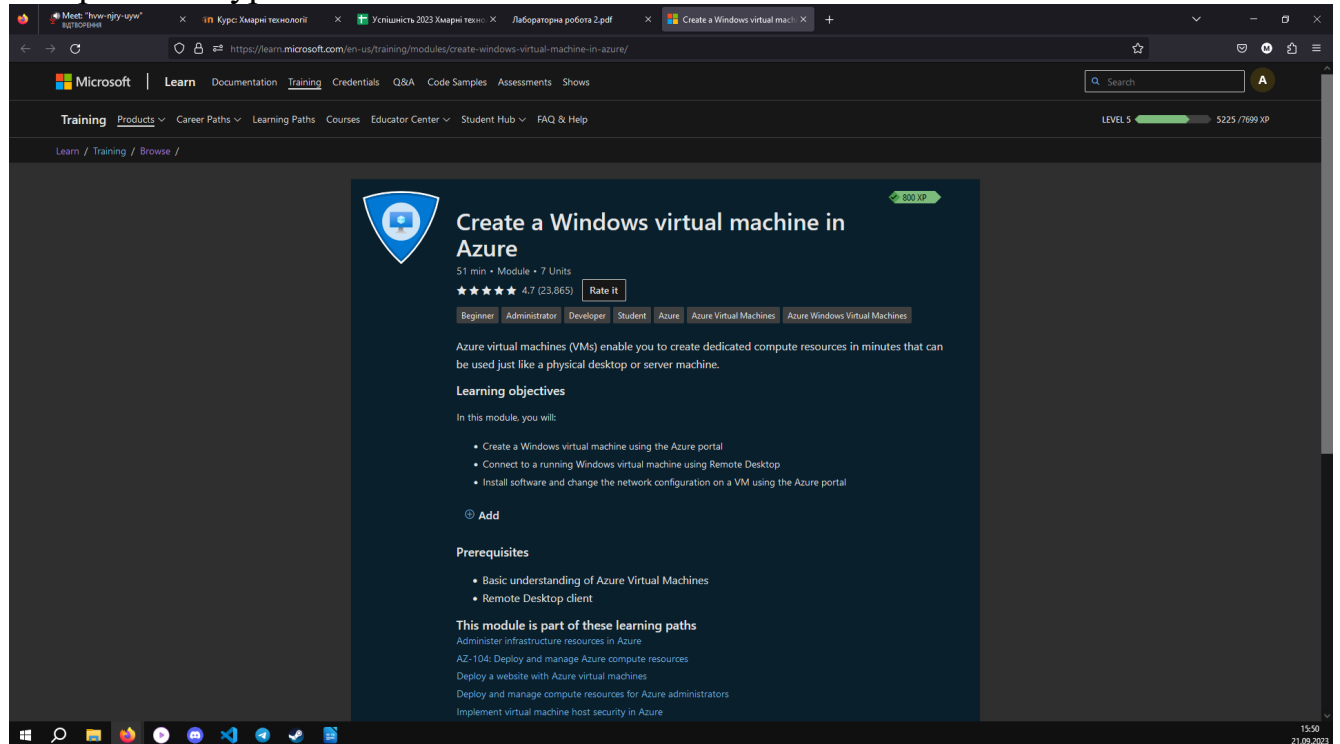 Meet: "hvw-njry-uyw"
ВІДТВОРЕННЯ
Курс: Хмарні технології
Успішність 2023 Хмарні техно
Лабораторна робота 2.pdf
Create a Windows virtual mach
https://learn.microsoft.com/en-us/training/modules/create-windows-virtual-machine-in-azure/
Microsoft Learn Documentation Training Credentials Q&A Code Samples Assessments Shows Search A
Training Products Career Paths Learning Paths Courses Educator Center Student Hub FAQ & Help LEVEL 5 5225 /7699 XP
Learn / Training / Browse /
800 XP
Create a Windows virtual machine in
Azure
51 min • Module • 7 Units
4.7 (23,865) Rate it
Beginner Administrator Developer Student Azure Azure Virtual Machines Azure Windows Virtual Machines
Azure virtual machines (VMs) enable you to create dedicated compute resources in minutes that can
be used just like a physical desktop or server machine.
Learning objectives
In this module, you will:
• Create a Windows virtual machine using the Azure portal
• Connect to a running Windows virtual machine using Remote Desktop
• Install software and change the network configuration on a VM using the Azure portal
Add
Prerequisites
• Basic understanding of Azure Virtual Machines
• Remote Desktop client
This module is part of these learning paths
Administer infrastructure resources in Azure
AZ-104: Deploy and manage Azure compute resources
Deploy a website with Azure virtual machines
Deploy and manage compute resources for Azure administrators
Implement virtual machine host security in Azure
15:50
21.09.2023